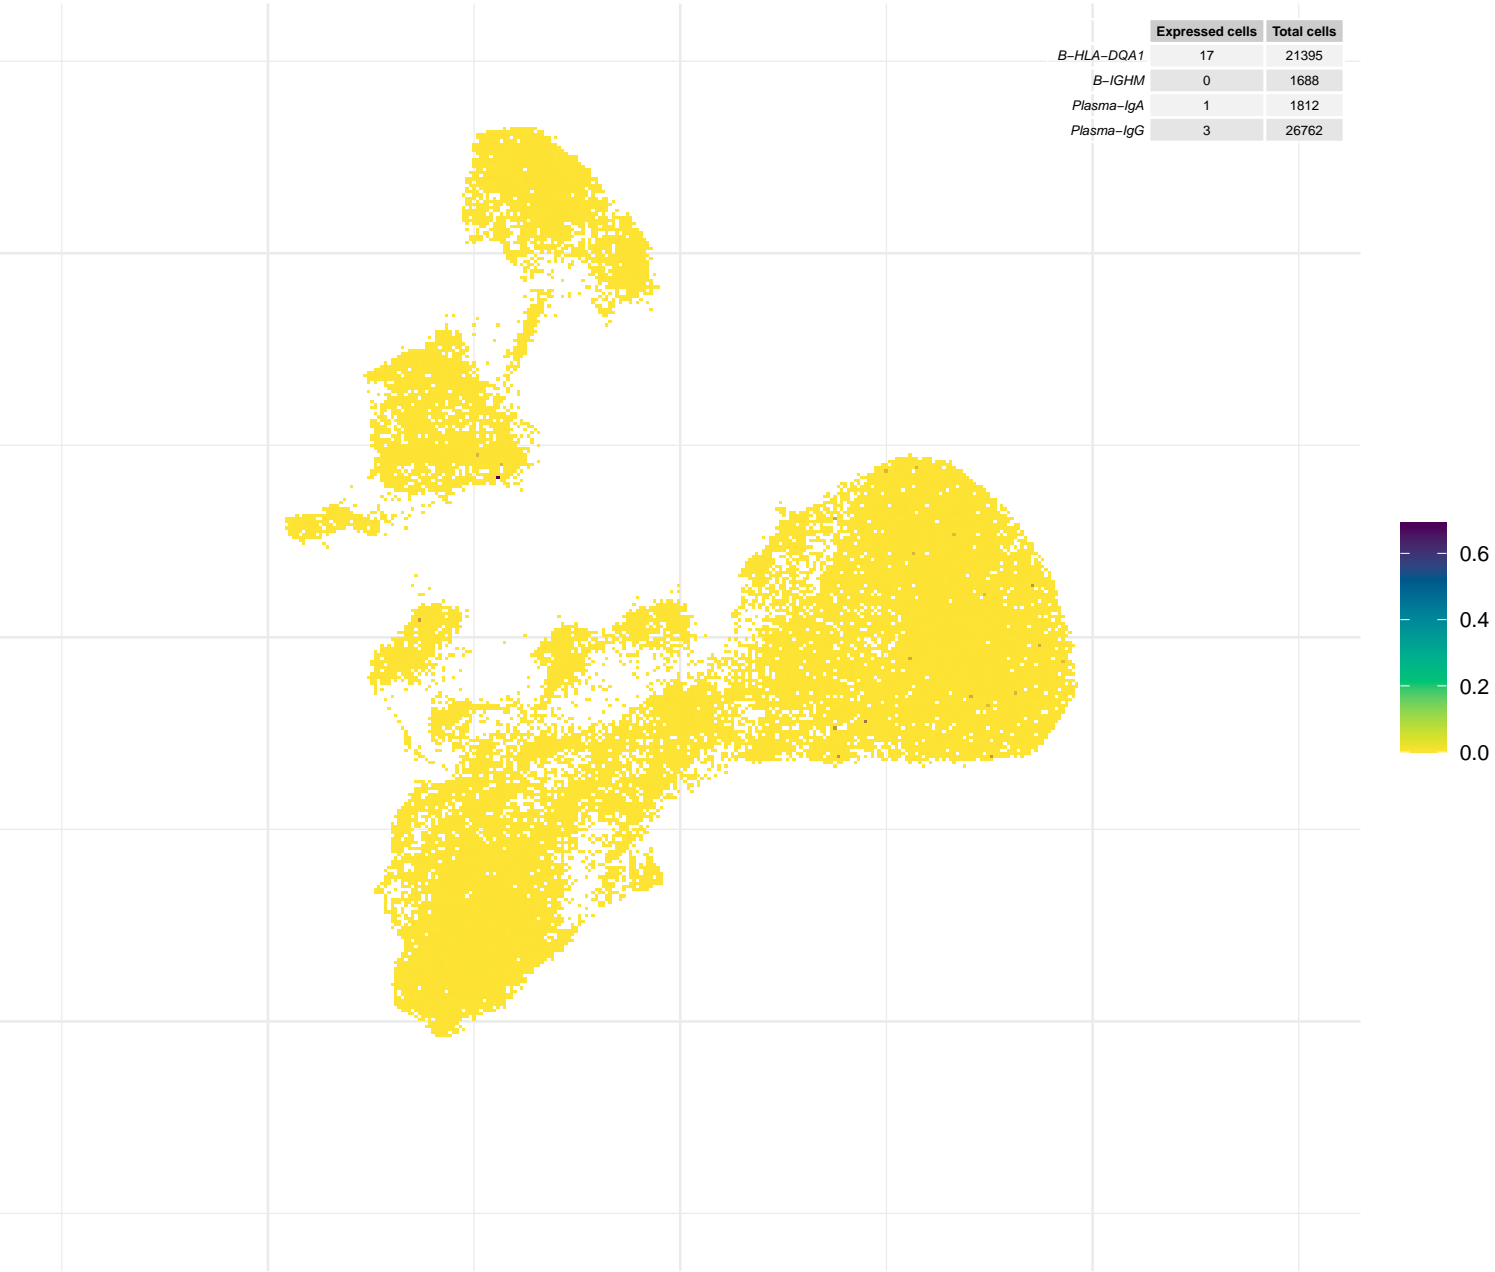 Expressed cells Total cells
B−HLA−DQA1 17 21395
B−IGHM 0 1688
Plasma−IgA 1 1812
Plasma−IgG 3 26762
0.6
0.4
0.2
0.0